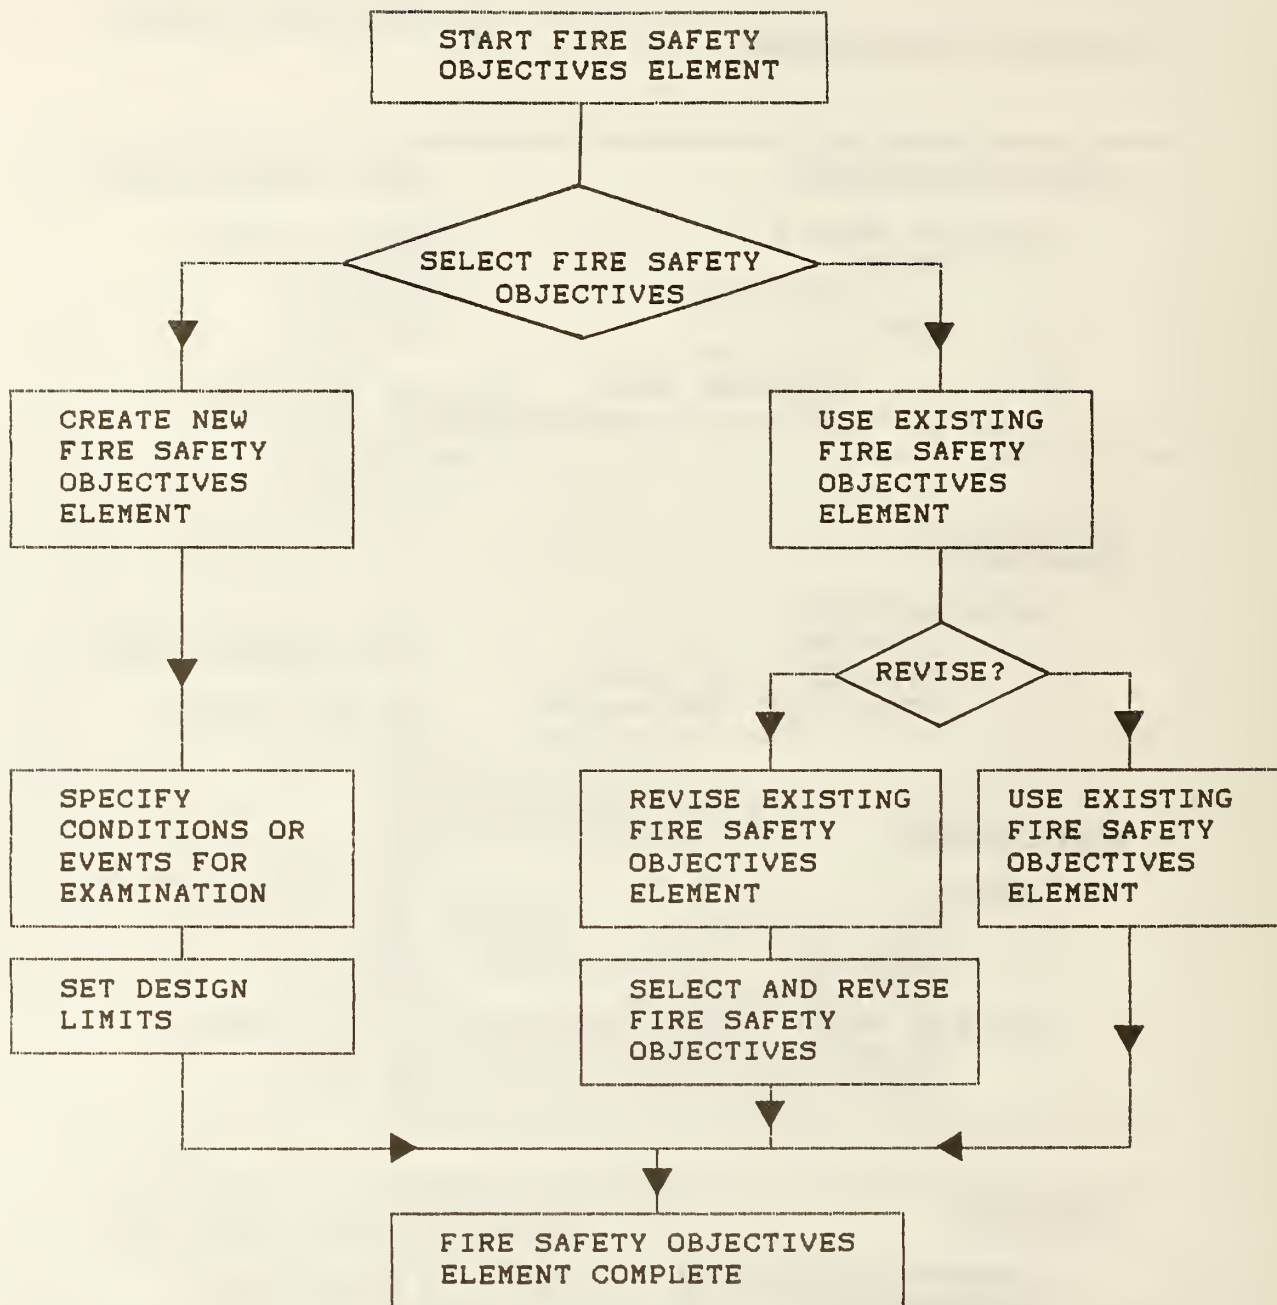 START FIRE SAFETY
OBJECTIVES ELEMENT
SELECT FIRE SAFETY
OBJECTIVES
CREATE NEW
FIRE SAFETY
OBJECTIVES
ELEMENT
USE EXISTING
FIRE SAFETY
OBJECTIVES
ELEMENT
REVISE?
SPECIFY
CONDITIONS OR
EVENTS FOR
EXAMINATION
REVISE EXISTING
FIRE SAFETY
OBJECTIVES
ELEMENT
USE EXISTING
FIRE SAFETY
OBJECTIVES
ELEMENT
SET DESIGN
LIMITS
SELECT AND REVISE
FIRE SAFETY
OBJECTIVES
FIRE SAFETY OBJECTIVES
ELEMENT COMPLETE